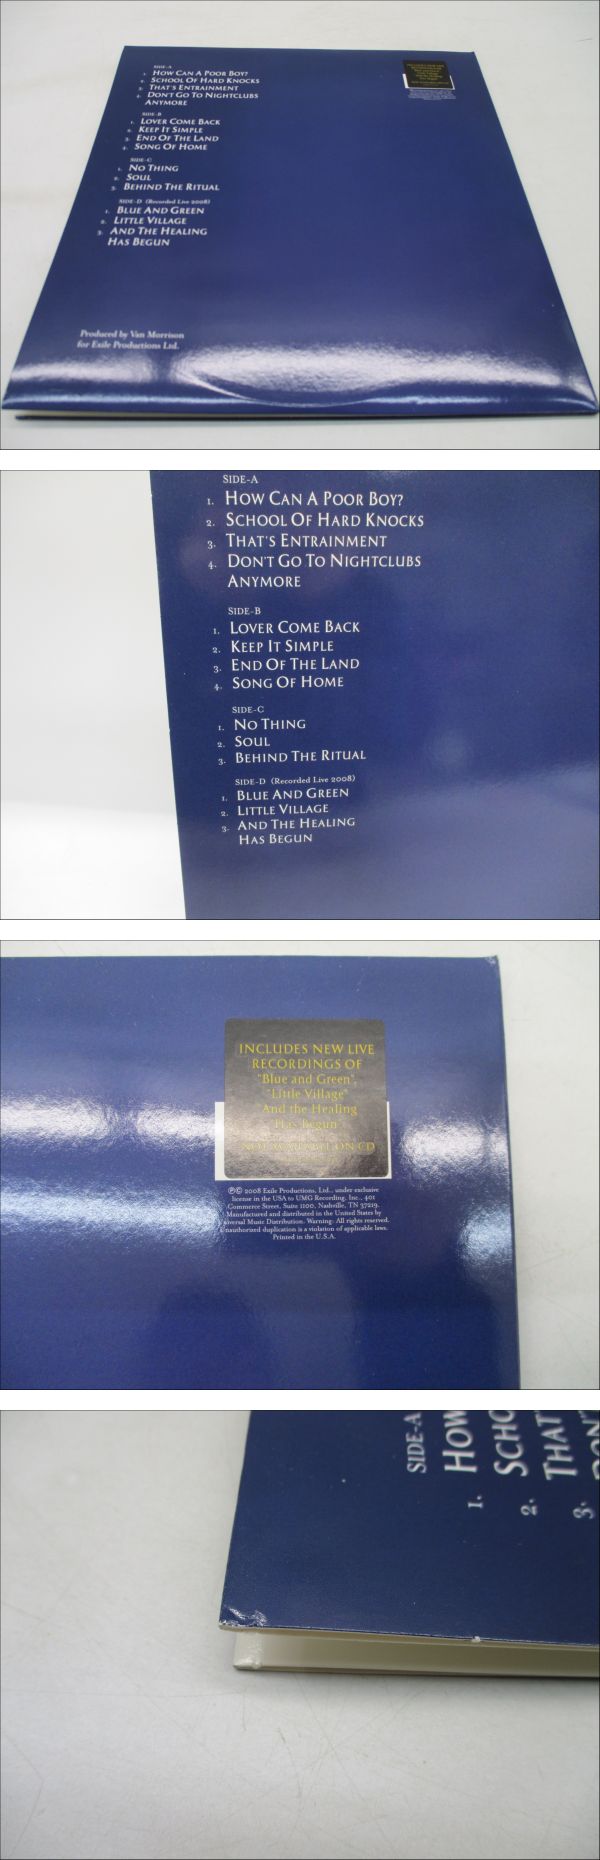 SIDE-A
1. HOW CAN A POOR BOY?
2. SCHOOL OF HARD KNOCKS
3. THAT'S ENTRAINMENT
4. DON'T GO TO NIGHTCLUBS
ANYMORE
SIDE-B
1. LOVER COME BACK
2. KEEP IT SIMPLE
3. END OF THE LAND
4. SONG OF HOME
SIDE-C
1. NO THING
2. SOUL
3. BEHIND THE RITUAL
SIDE-D (Recorded Live 2008)
1. BLUE AND GREEN
2. LITTLE VILLAGE
3. AND THE HEALING
HAS BEGUN
Produced by Van Morrison
for Exile Productions Ltd.
SIDE-A
1. HOW CAN A POOR BOY?
2. SCHOOL OF HARD KNOCKS
3. THAT'S ENTRAINMENT
4. DON'T GO TO NIGHTCLUBS
ANYMORE
SIDE-B
1. LOVER COME BACK
2. KEEP IT SIMPLE
3. END OF THE LAND
4. SONG OF HOME
SIDE-C
1. NO THING
2. SOUL
3. BEHIND THE RITUAL
SIDE-D (Recorded Live 2008)
1. BLUE AND GREEN
2. LITTLE VILLAGE
3. AND THE HEALING
HAS BEGUN
INCLUDES NEW LIVE
RECORDINGS OF
"Blue and Green",
"Little Village"
And the Healing
Has Begun"
NOT AVAILABLE ON CD
℗© 2008 Exile Productions, Ltd., under exclusive
license in the USA to UMG Recording, Inc., 401
Commerce Street, Suite 1100, Nashville, TN 37219.
Manufactured and distributed in the United States by
Universal Music Distribution. Warning: All rights reserved.
Unauthorized duplication is a violation of applicable laws.
Printed in the U.S.A.
SIDE-A
1. HOW
2. SCHO
3. THAT'